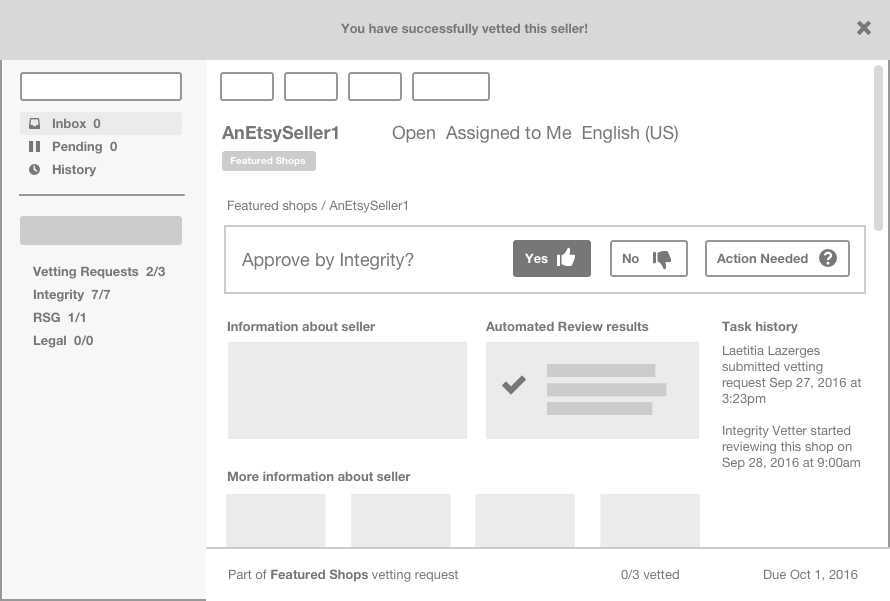 You have successfully vetted this seller!
Inbox 0
Pending 0
History
Vetting Requests 2/3
Integrity 7/7
RSG 1/1
Legal 0/0
AnEtsySeller1 Open Assigned to Me English (US)
Featured Shops
Featured shops / AnEtsySeller1
Approve by Integrity? Yes No Action Needed ?
Information about seller
Automated Review results
More information about seller
Task history
Laetitia Lazerges
submitted vetting
request Sep 27, 2016 at
3:23pm
Integrity Vetter started
reviewing this shop on
Sep 28, 2016 at 9:00am
Part of Featured Shops vetting request 0/3 vetted Due Oct 1, 2016